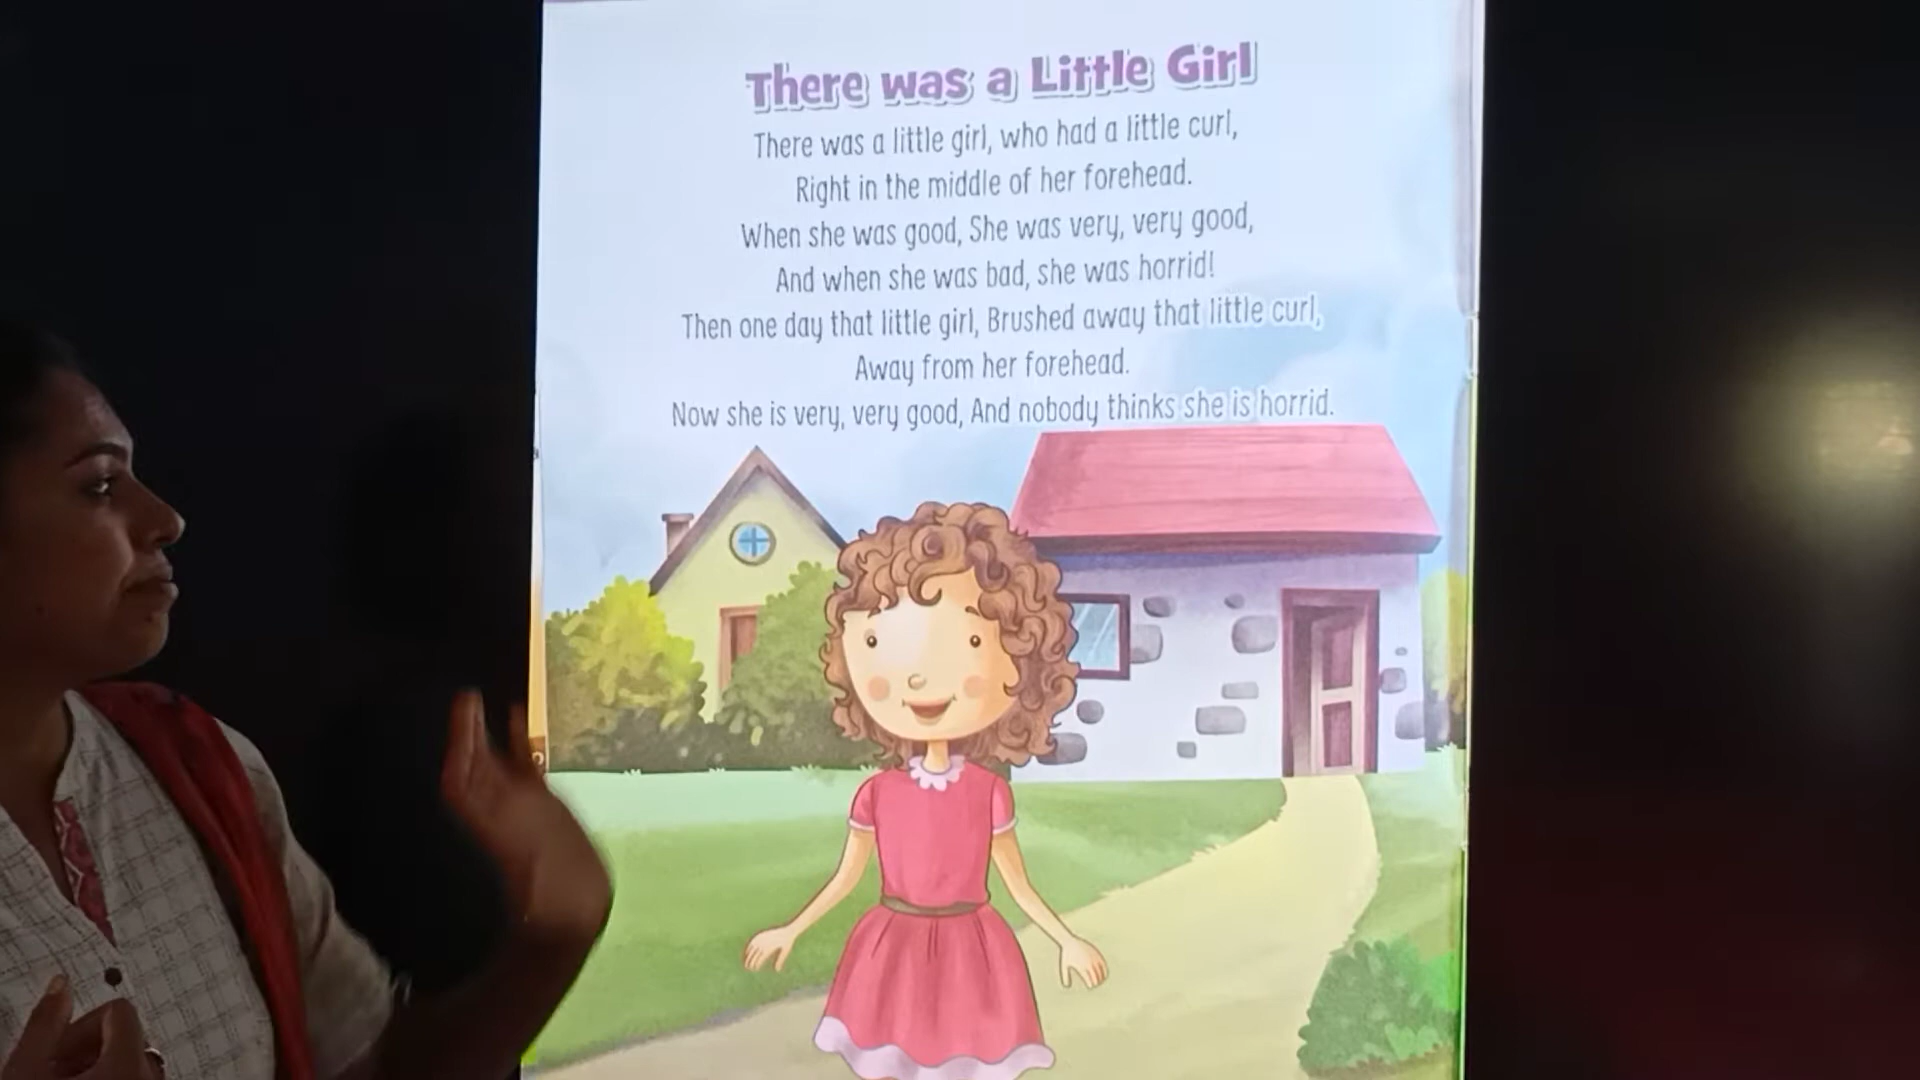 There was a Little Girl
There was a little girl, who had a little curl,
Right in the middle of her forehead.
When she was good, She was very, very good,
And when she was bad, she was horrid!
Then one day that little girl, Brushed away that little curl,
Away from her forehead.
Now she is very, very good, And nobody thinks she is horrid.